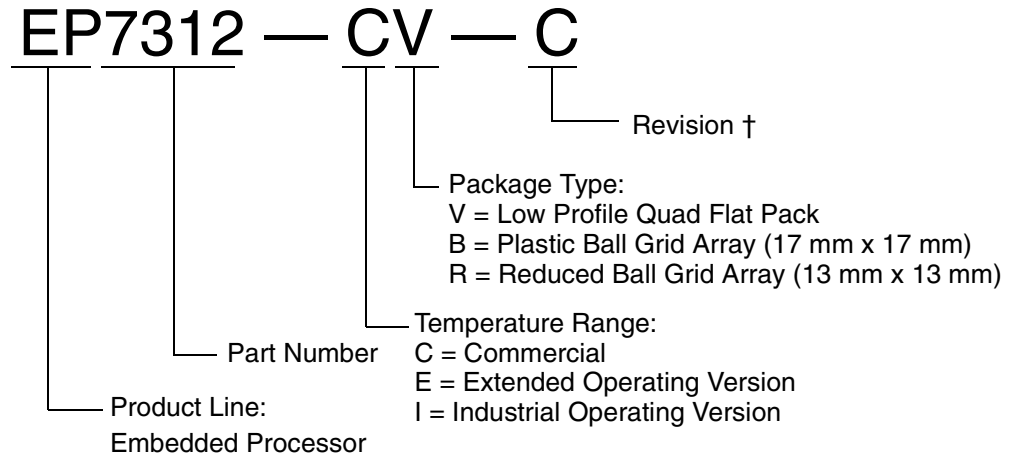 EP7312 — CV — C
Revision †
Package Type:
V = Low Profile Quad Flat Pack
B = Plastic Ball Grid Array (17 mm x 17 mm)
R = Reduced Ball Grid Array (13 mm x 13 mm)
Temperature Range:
C = Commercial
E = Extended Operating Version
I = Industrial Operating Version
Part Number
Product Line:
Embedded Processor